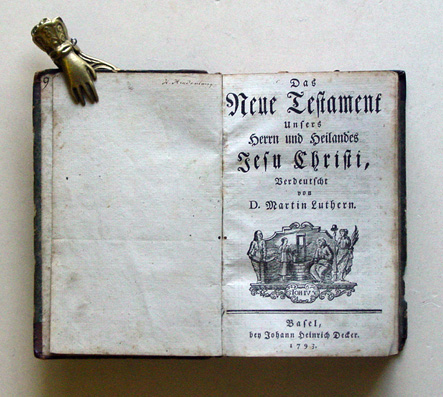 Das
Neue Testament
Unsers
Herrn und Heilandes
Jesu Christi,
Verdeutscht
von
D. Martin Luthern.
Basel,
bey Johann Heinrich Decker.
1793.